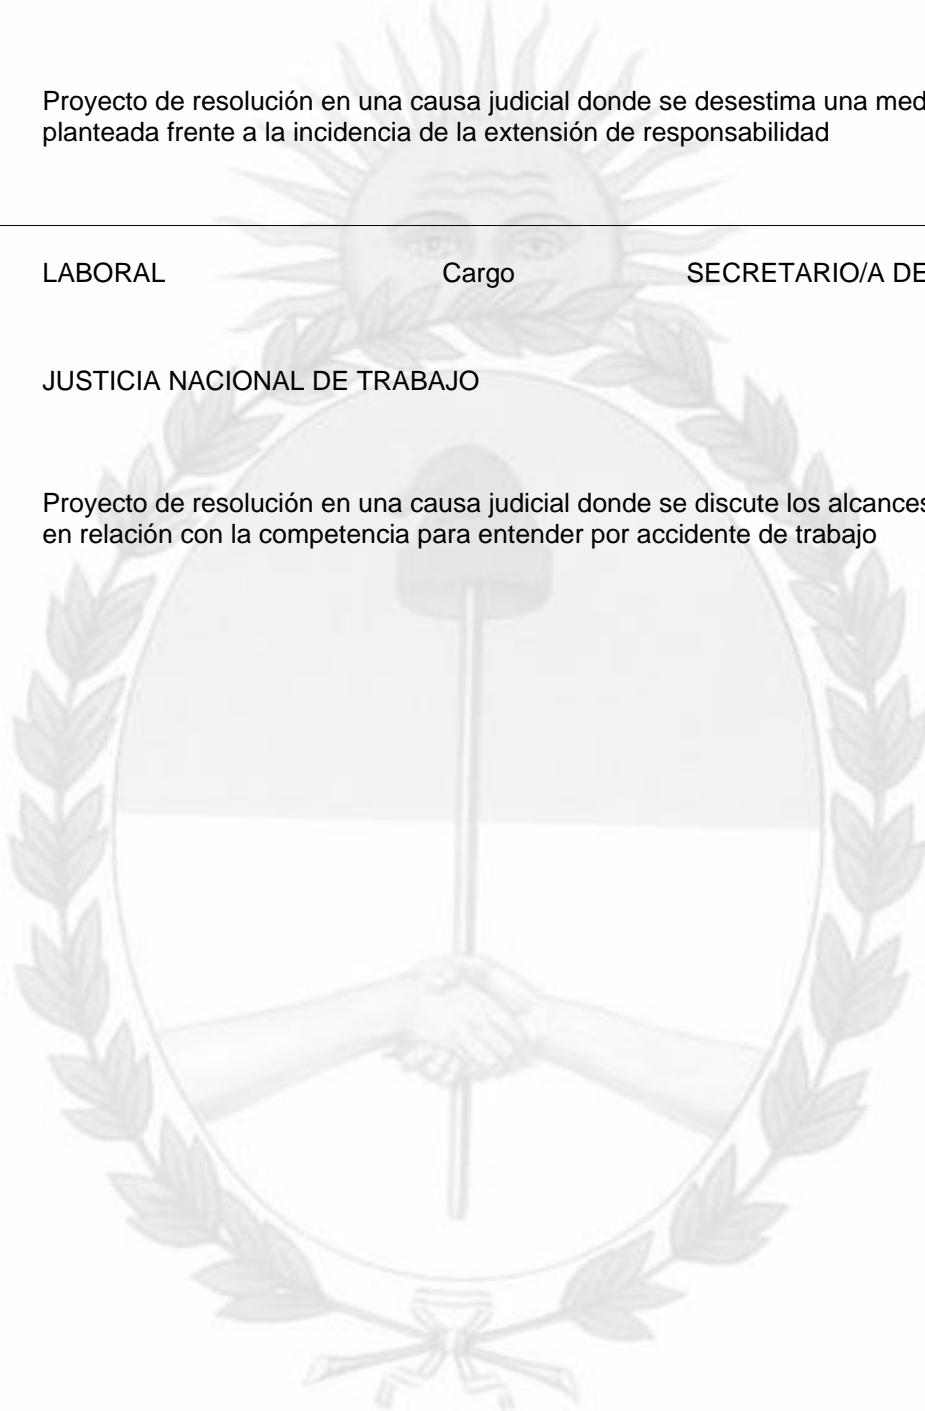 Proyecto de resolución en una causa judicial donde se desestima una med
planteada frente a la incidencia de la extensión de responsabilidad
LABORAL Cargo SECRETARIO/A DE
JUSTICIA NACIONAL DE TRABAJO
Proyecto de resolución en una causa judicial donde se discute los alcances
en relación con la competencia para entender por accidente de trabajo